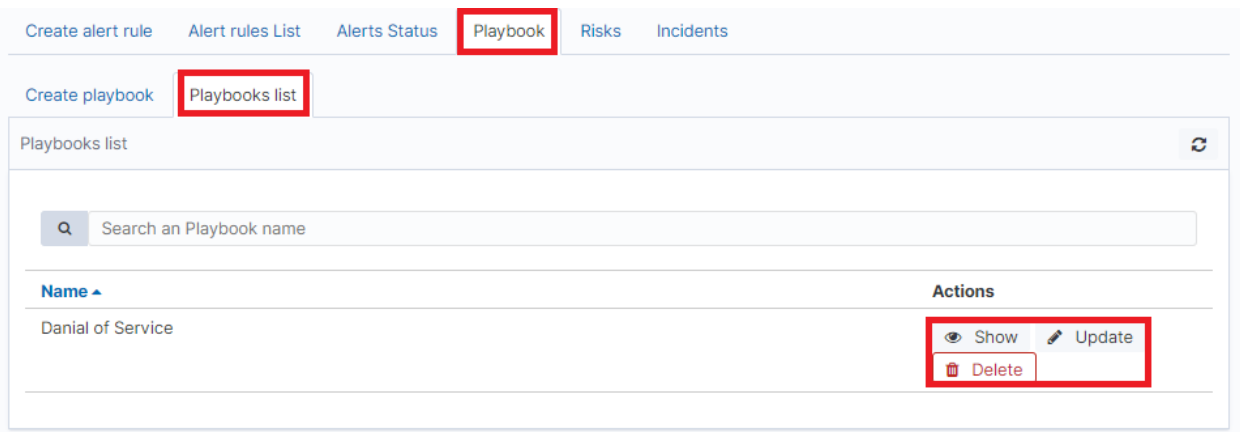 Create alert rule Alert rules List Alerts Status Playbook Risks Incidents
Create playbook Playbooks list
Playbooks list
Search an Playbook name
Name Actions
Danial of Service Show Update
Delete